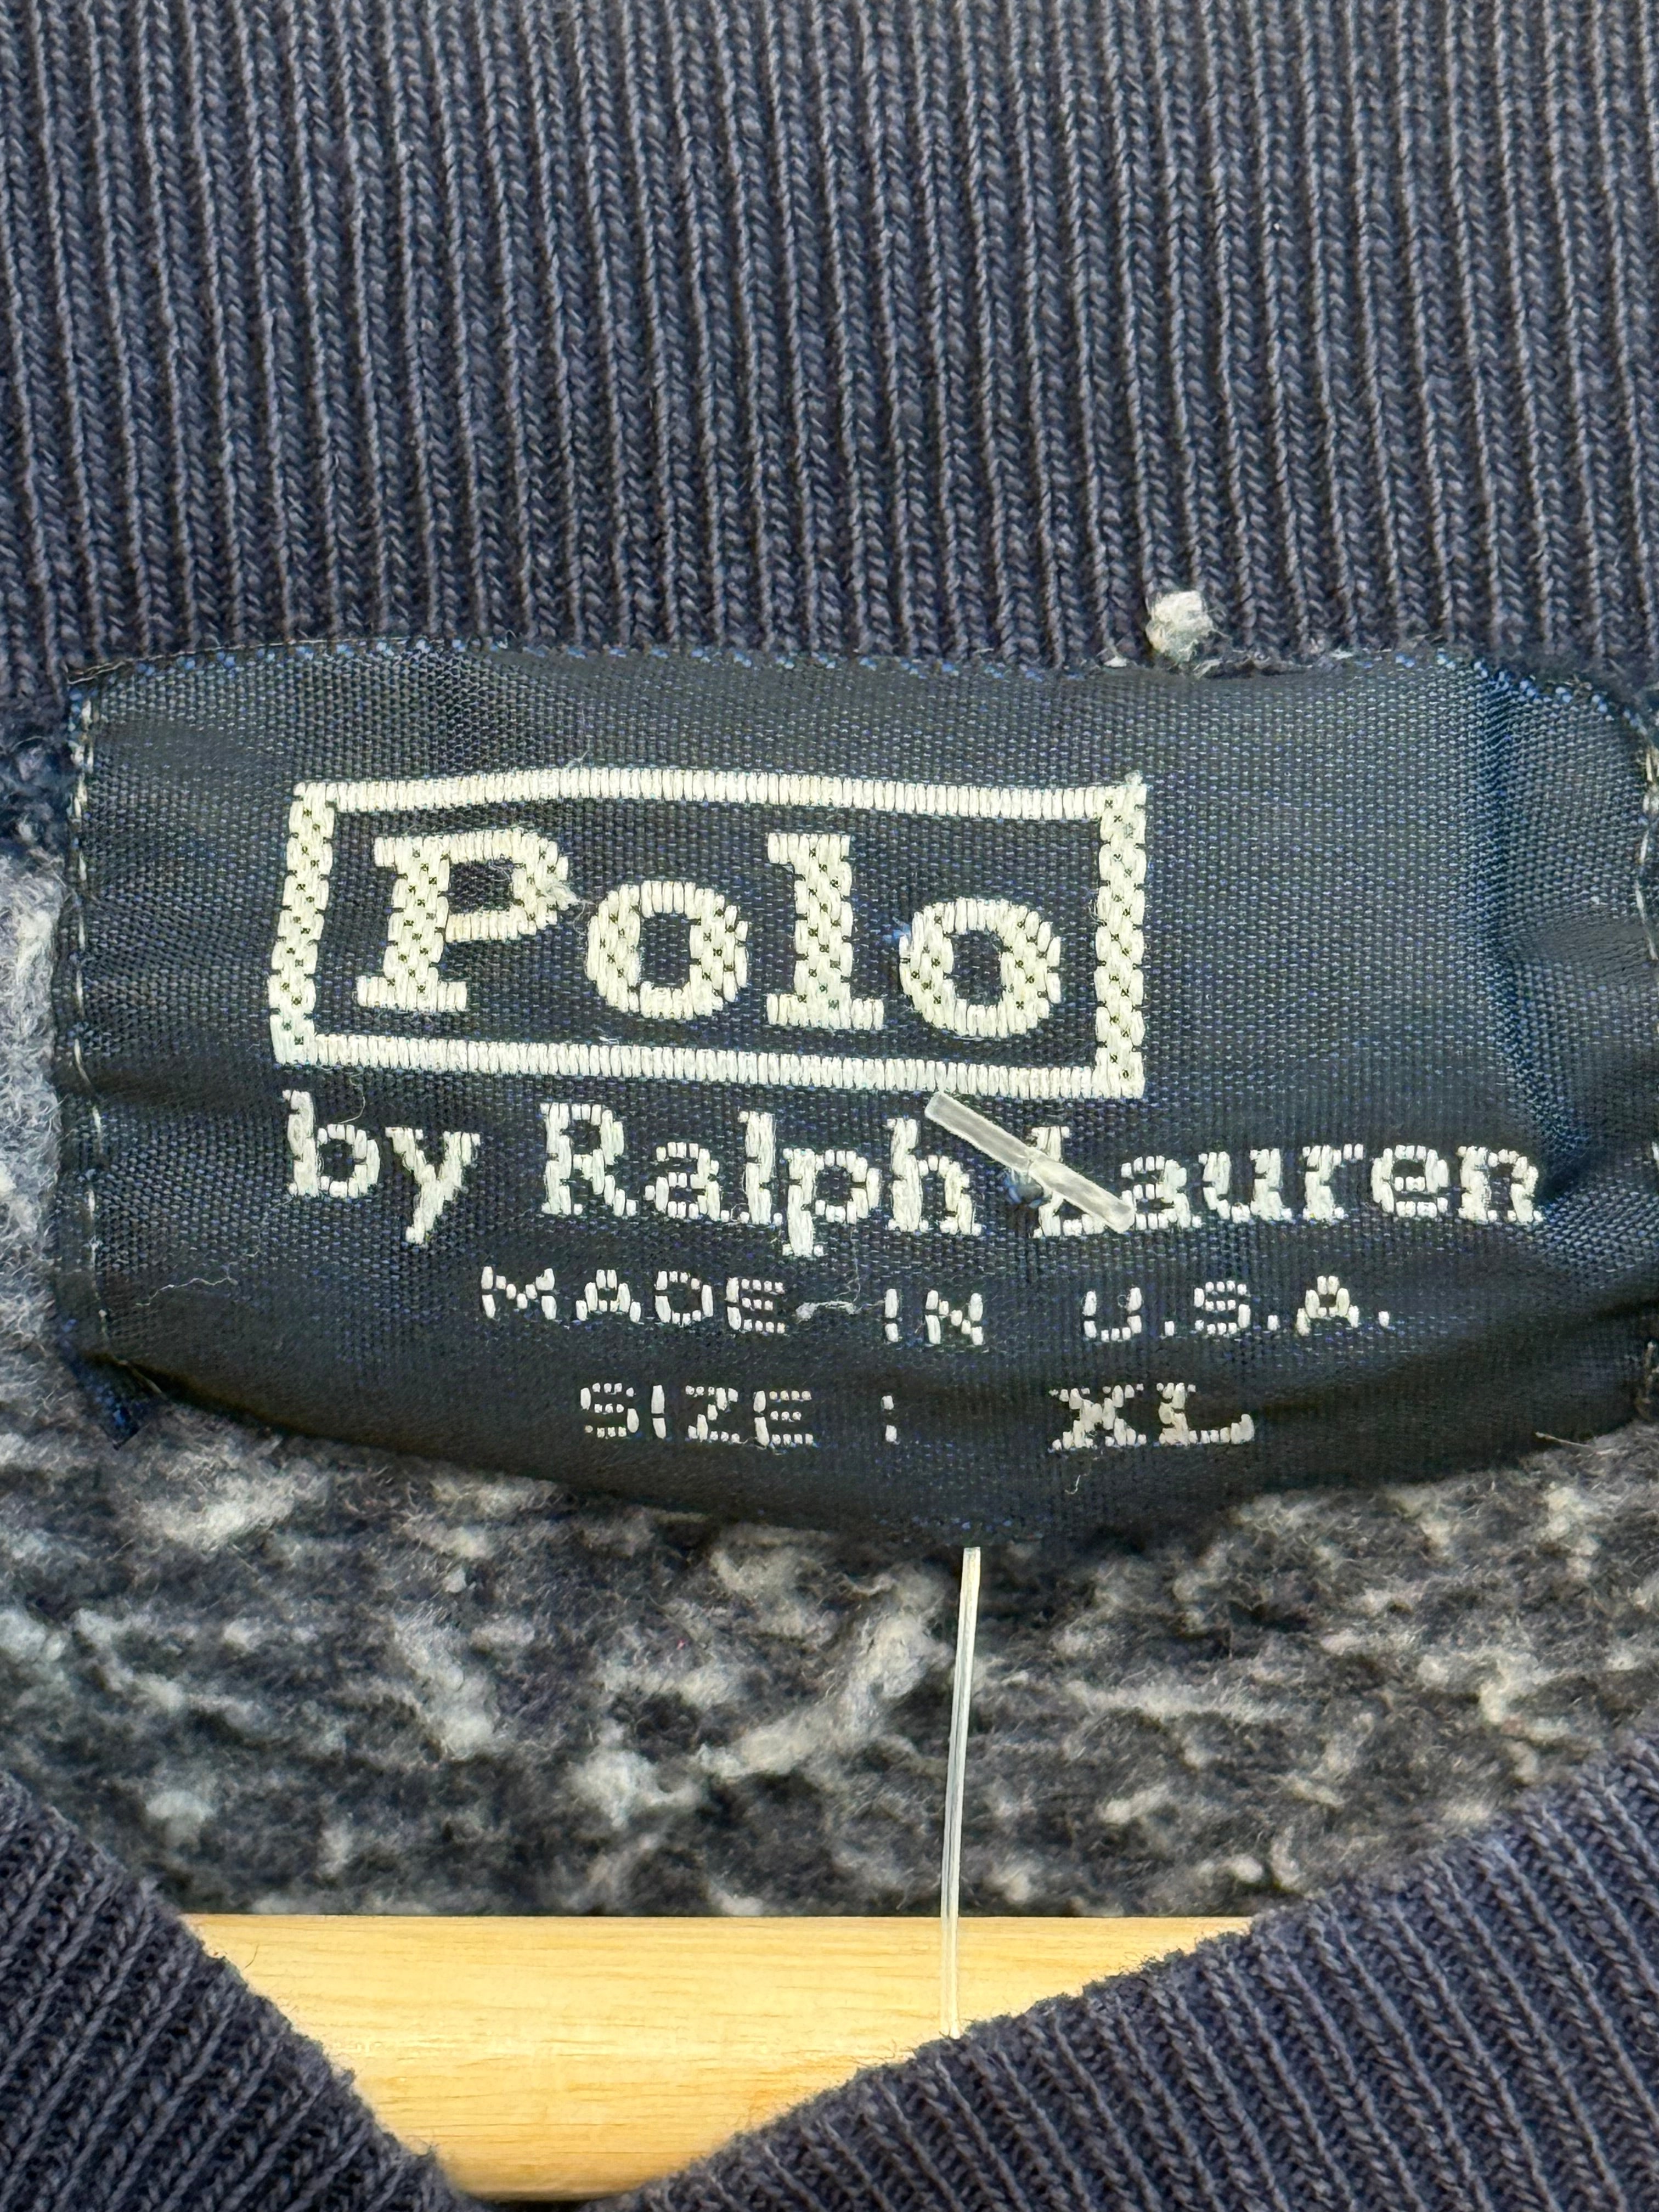 Polo
by Ralph Lauren
MADE IN U.S.A.
SIZE : XL